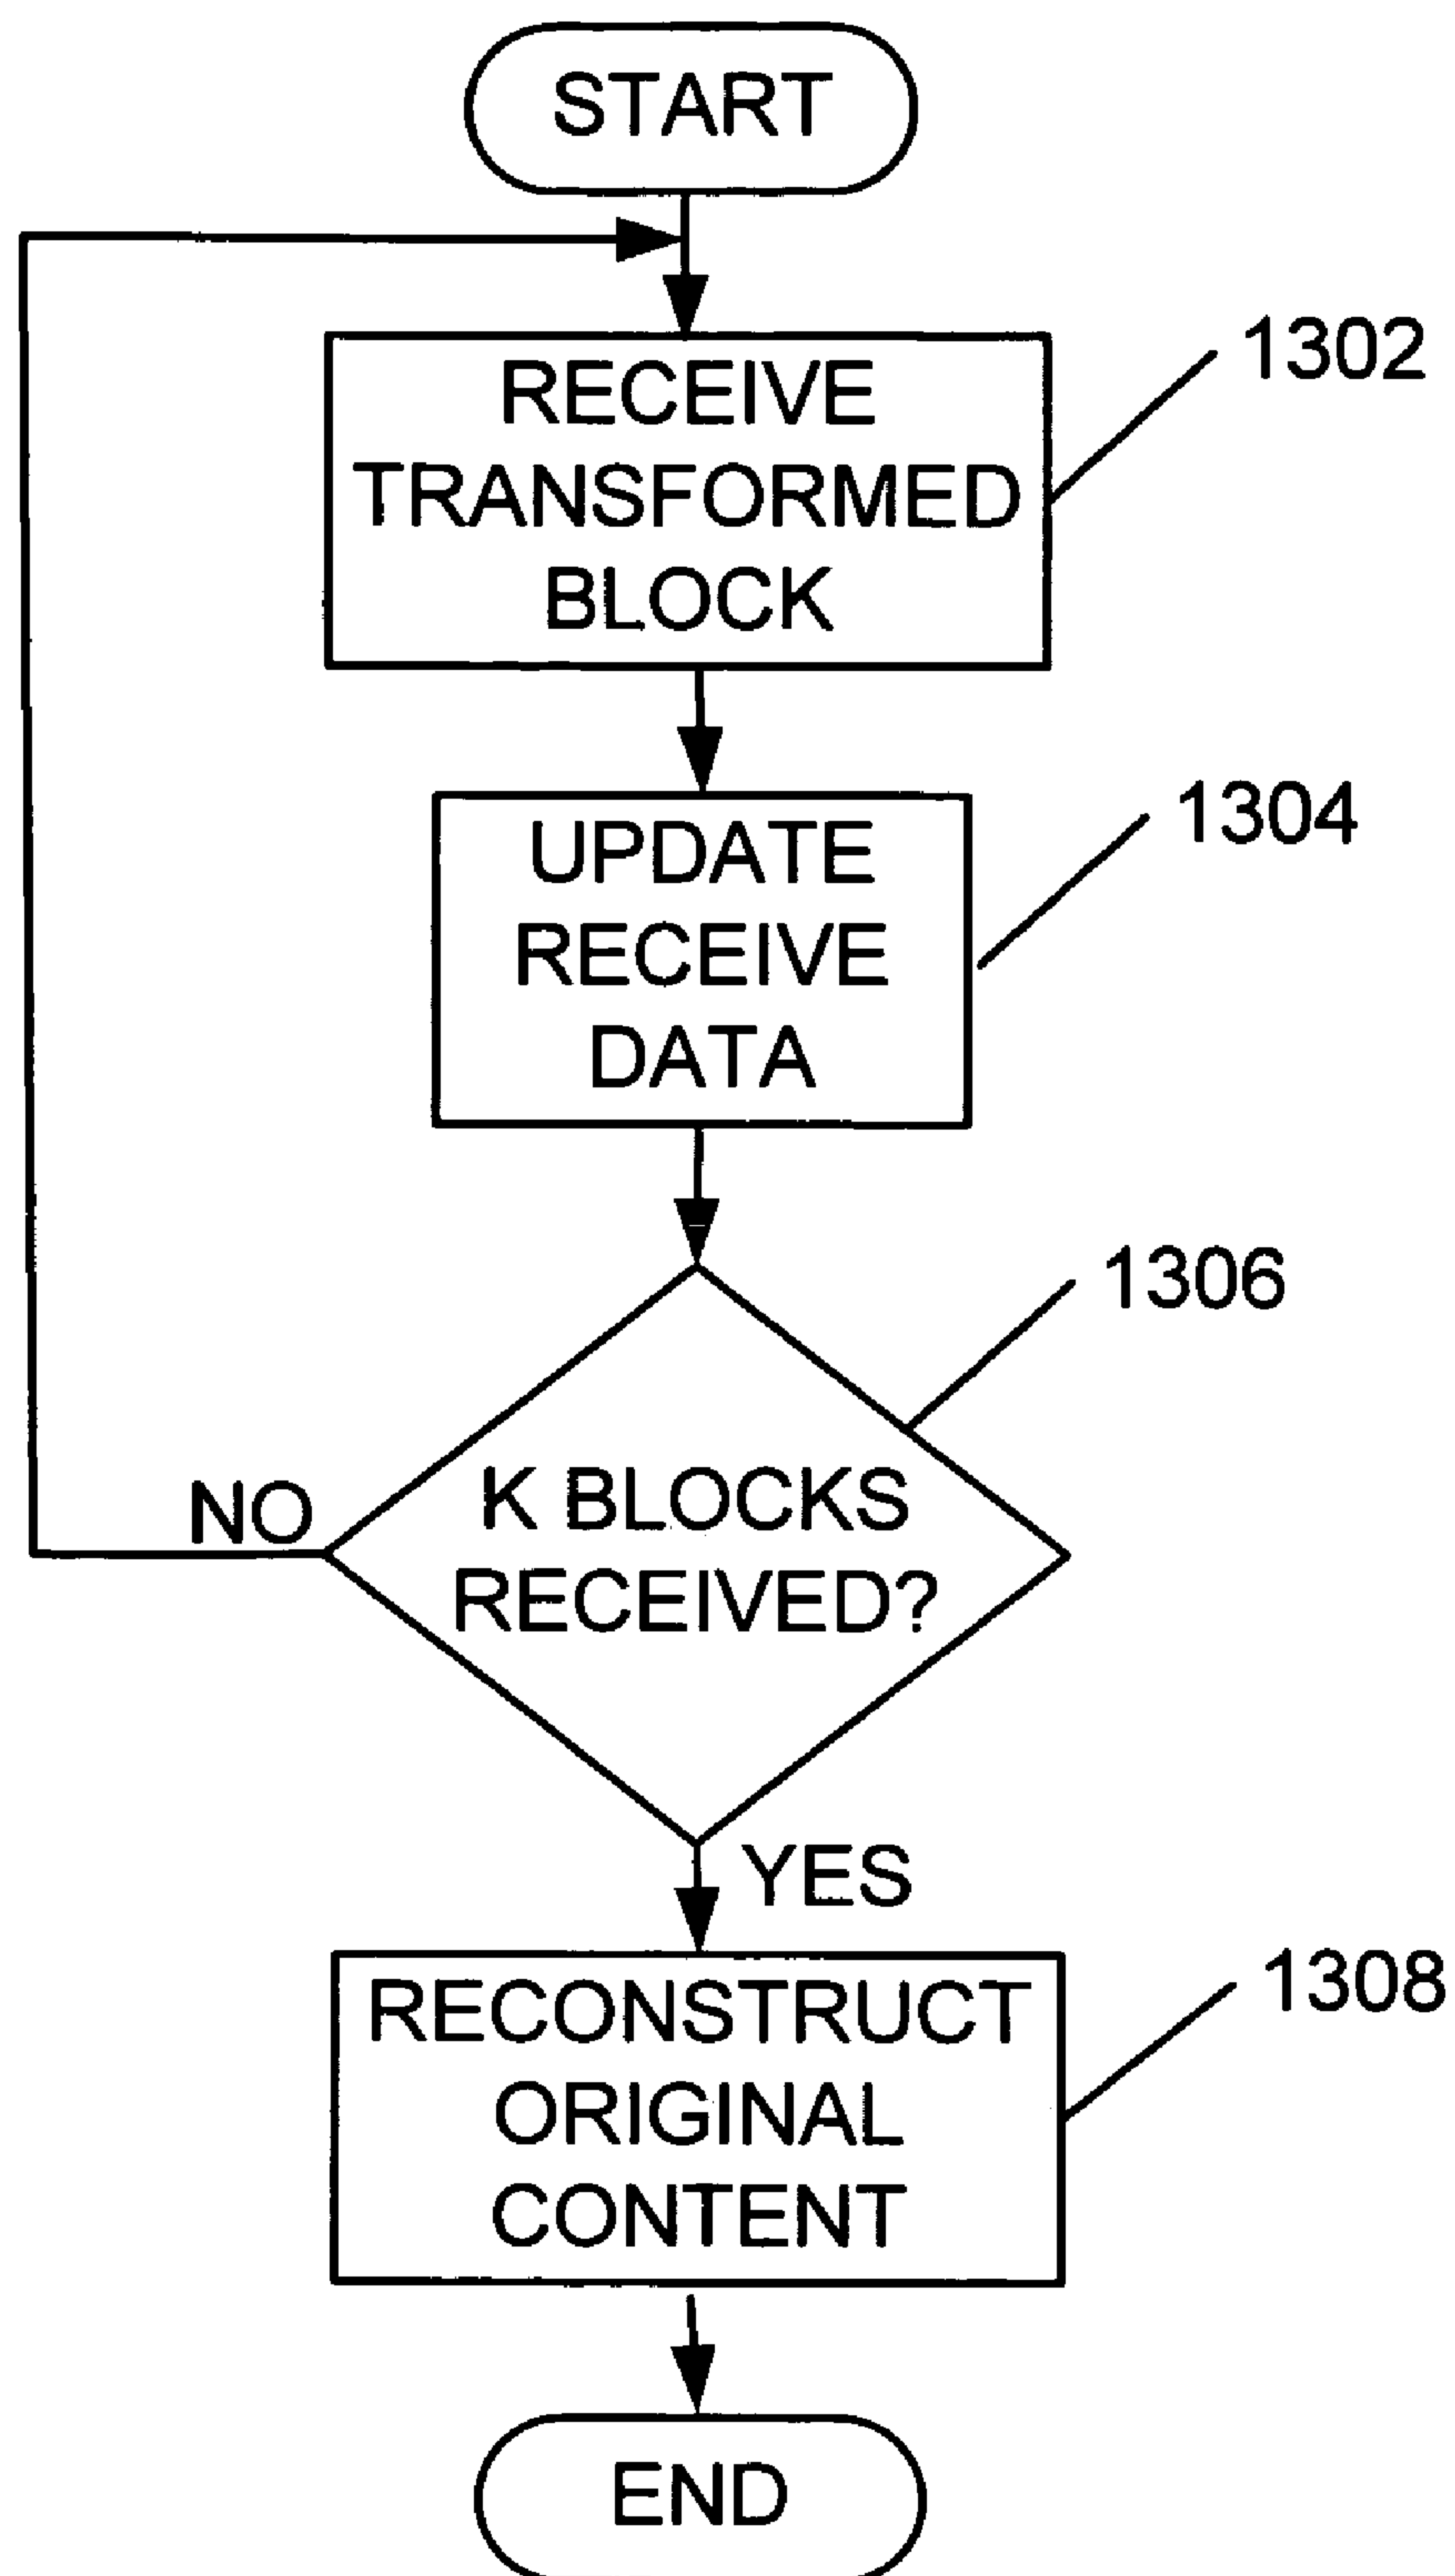 START
RECEIVE
TRANSFORMED
BLOCK
1302
UPDATE
RECEIVE
DATA
1304
K BLOCKS
RECEIVED?
1306
NO
YES
RECONSTRUCT
ORIGINAL
CONTENT
1308
END